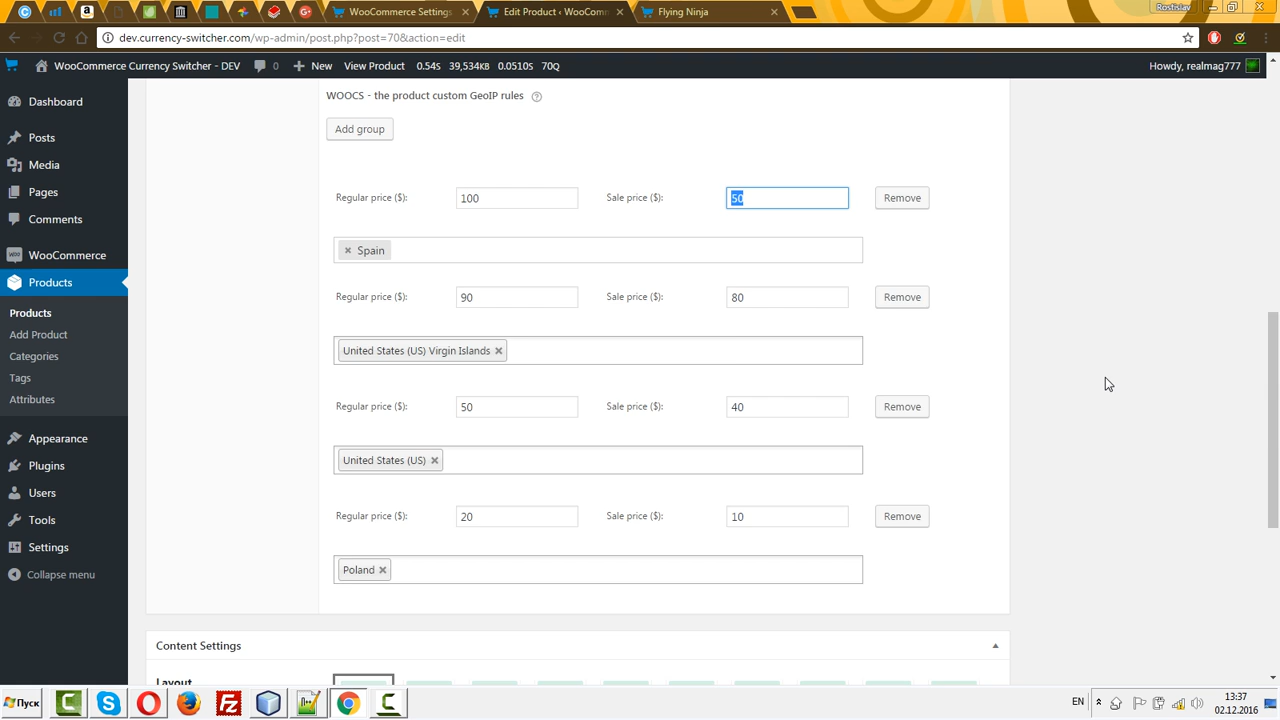 Rostislav
WooCommerce Settings
Edit Product ‹ WooComm
Flying Ninja
dev.currency-switcher.com/wp-admin/post.php?post=70&action=edit
WooCommerce Currency Switcher - DEV
0
New
View Product
0.54S
39,534KB
0.0510S
70Q
Howdy, realmag777
Dashboard
Posts
Media
Pages
Comments
WooCommerce
Products
Products
Add Product
Categories
Tags
Attributes
Appearance
Plugins
Users
Tools
Settings
Collapse menu
WOOCS - the product custom GeoIP rules
Add group
Regular price ($):
100
Sale price ($):
50
Remove
× Spain
Regular price ($):
90
Sale price ($):
80
Remove
United States (US) Virgin Islands ×
Regular price ($):
50
Sale price ($):
40
Remove
United States (US) ×
Regular price ($):
20
Sale price ($):
10
Remove
Poland ×
Content Settings
Layout
Пуск
EN
13:37
02.12.2016